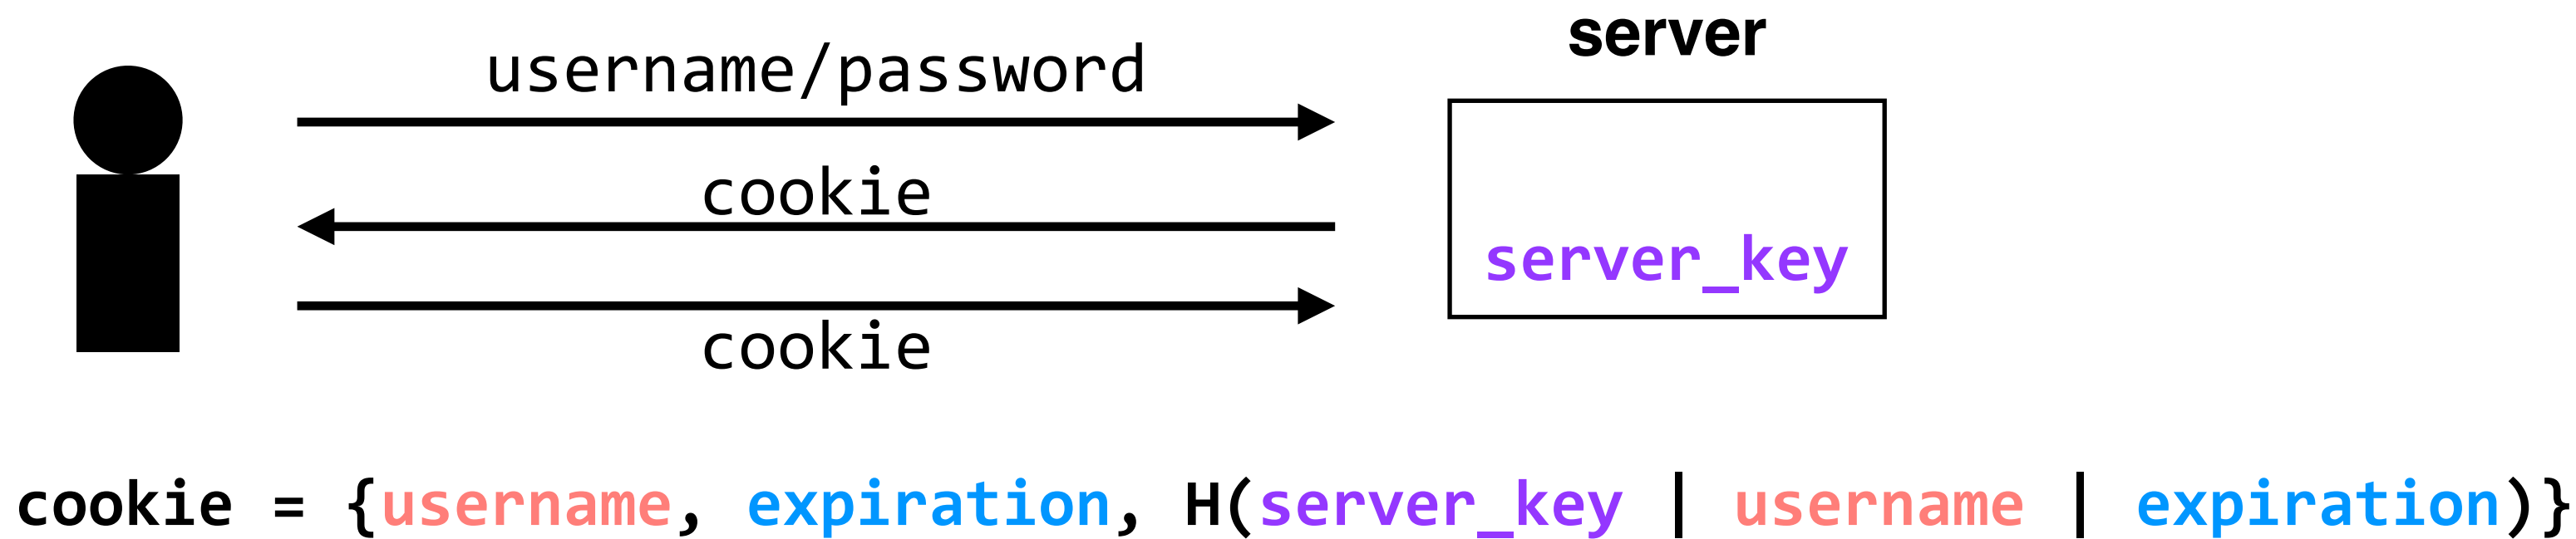 server
username/password
cookie
server_key
cookie
cookie = {username, expiration, H(server_key | username | expiration)}